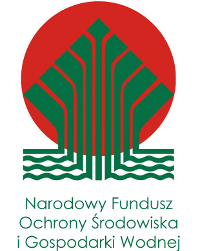 Narodowy Fundusz
Ochrony Środowiska
i Gospodarki Wodnej